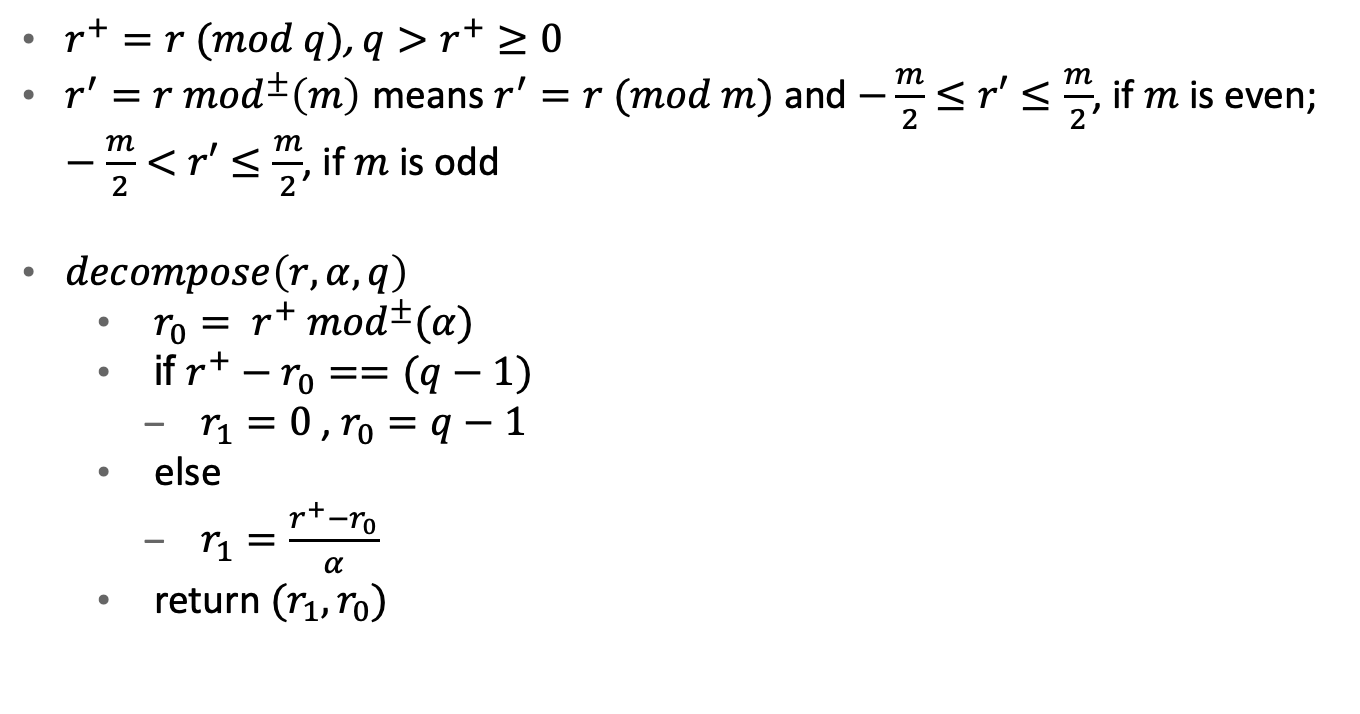 • r⁺ = r (mod q), q > r⁺ ≥ 0
• r′ = r mod±(m) means r′ = r (mod m) and −m/2 ≤ r′ ≤ m/2, if m is even;
−m/2 < r′ ≤ m/2, if m is odd
• decompose(r, α, q)
• r₀ = r⁺ mod±(α)
• if r⁺ − r₀ == (q − 1)
– r₁ = 0 , r₀ = q − 1
• else
– r₁ = (r⁺−r₀)/α
• return (r₁, r₀)